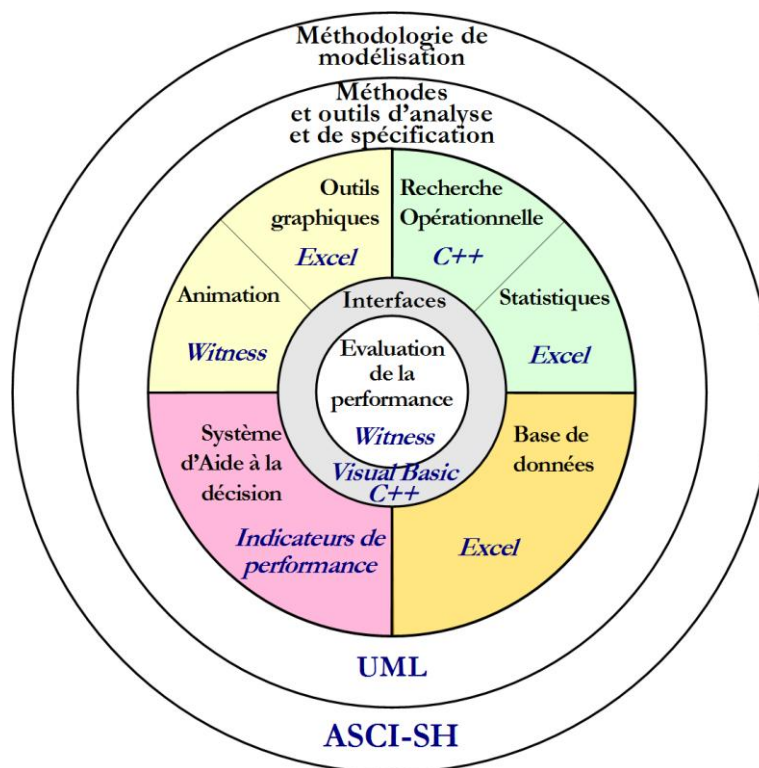 Méthodologie de
modélisation
Méthodes
et outils d'analyse
et de spécification
Outils
graphiques
Excel
Recherche
Opérationnelle
C++
Animation
Witness
Interfaces
Statistiques
Excel
Evaluation
de la
performance
Witness
Visual Basic
C++
Système
d'Aide à la
décision
Indicateurs de
performance
Base de
données
Excel
UML
ASCI-SH